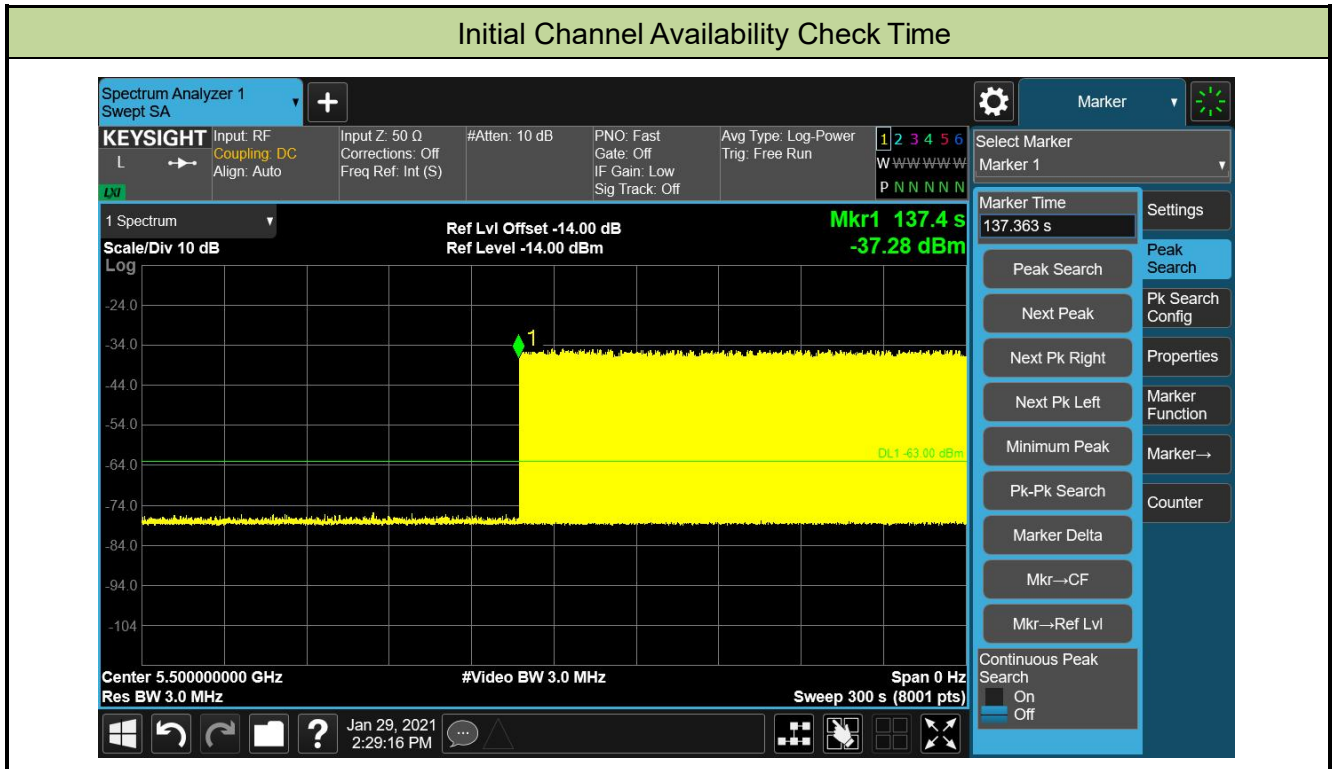 Initial Channel Availability Check Time
Spectrum Analyzer 1
Swept SA
Marker
KEYSIGHT
L
LXI
Input: RF
Coupling: DC
Align: Auto
Input Z: 50 Ω
Corrections: Off
Freq Ref: Int (S)
#Atten: 10 dB
PNO: Fast
Gate: Off
IF Gain: Low
Sig Track: Off
Avg Type: Log-Power
Trig: Free Run
1 2 3 4 5 6
W W W W W W
P N N N N N
Select Marker
Marker 1
1 Spectrum
Scale/Div 10 dB
Log
Ref Lvl Offset -14.00 dB
Ref Level -14.00 dBm
Mkr1 137.4 s
-37.28 dBm
-24.0
-34.0
-44.0
-54.0
-64.0
-74.0
-84.0
-94.0
-104
1
DL1 -63.00 dBm
Center 5.500000000 GHz
Res BW 3.0 MHz
#Video BW 3.0 MHz
Span 0 Hz
Sweep 300 s (8001 pts)
Marker Time
137.363 s
Peak Search
Next Peak
Next Pk Right
Next Pk Left
Minimum Peak
Pk-Pk Search
Marker Delta
Mkr→CF
Mkr→Ref Lvl
Continuous Peak
Search
On
Off
Settings
Peak
Search
Pk Search
Config
Properties
Marker
Function
Marker→
Counter
?
Jan 29, 2021
2:29:16 PM